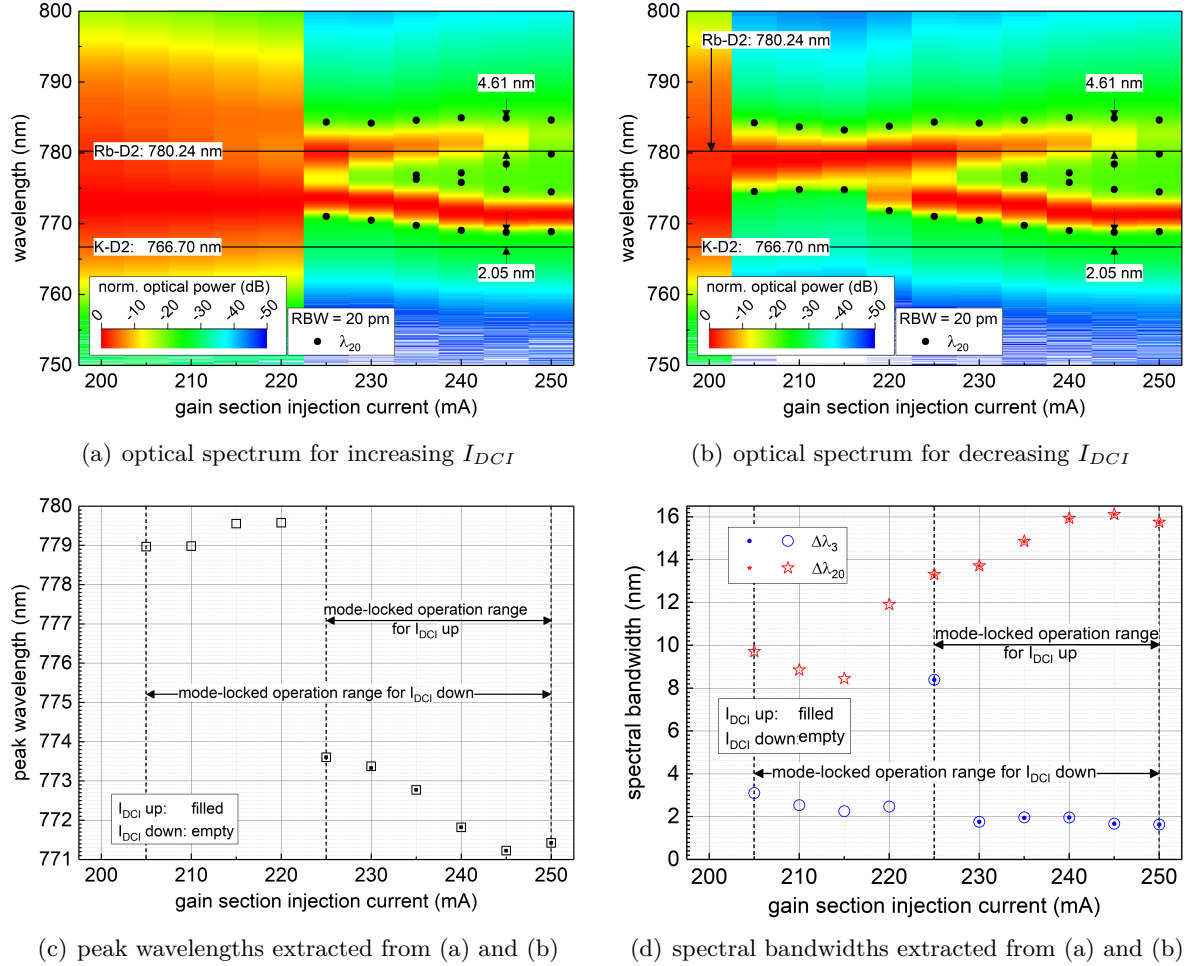 800
790
780
770
760
750
wavelength (nm)
4.61 nm
Rb-D2: 780.24 nm
K-D2: 766.70 nm
2.05 nm
norm. optical power (dB)
0 -10 -20 -30 -40 -50
RBW = 20 pm
λ20
200 210 220 230 240 250
gain section injection current (mA)
(a) optical spectrum for increasing IDCI
800
790
780
770
760
750
wavelength (nm)
Rb-D2: 780.24 nm
4.61 nm
K-D2: 766.70 nm
2.05 nm
norm. optical power (dB)
0 -10 -20 -30 -40 -50
RBW = 20 pm
λ20
200 210 220 230 240 250
gain section injection current (mA)
(b) optical spectrum for decreasing IDCI
780
779
778
777
776
775
774
773
772
771
peak wavelength (nm)
mode-locked operation range
for IDCI up
mode-locked operation range for IDCI down
IDCI up: filled
IDCI down: empty
200 210 220 230 240 250
gain section injection current (mA)
(c) peak wavelengths extracted from (a) and (b)
16
14
12
10
8
6
4
2
0
spectral bandwidth (nm)
Δλ3
Δλ20
mode-locked operation range
for IDCI up
IDCI up: filled
IDCI down:empty
mode-locked operation range for IDCI down
200 210 220 230 240 250
gain section injection current (mA)
(d) spectral bandwidths extracted from (a) and (b)